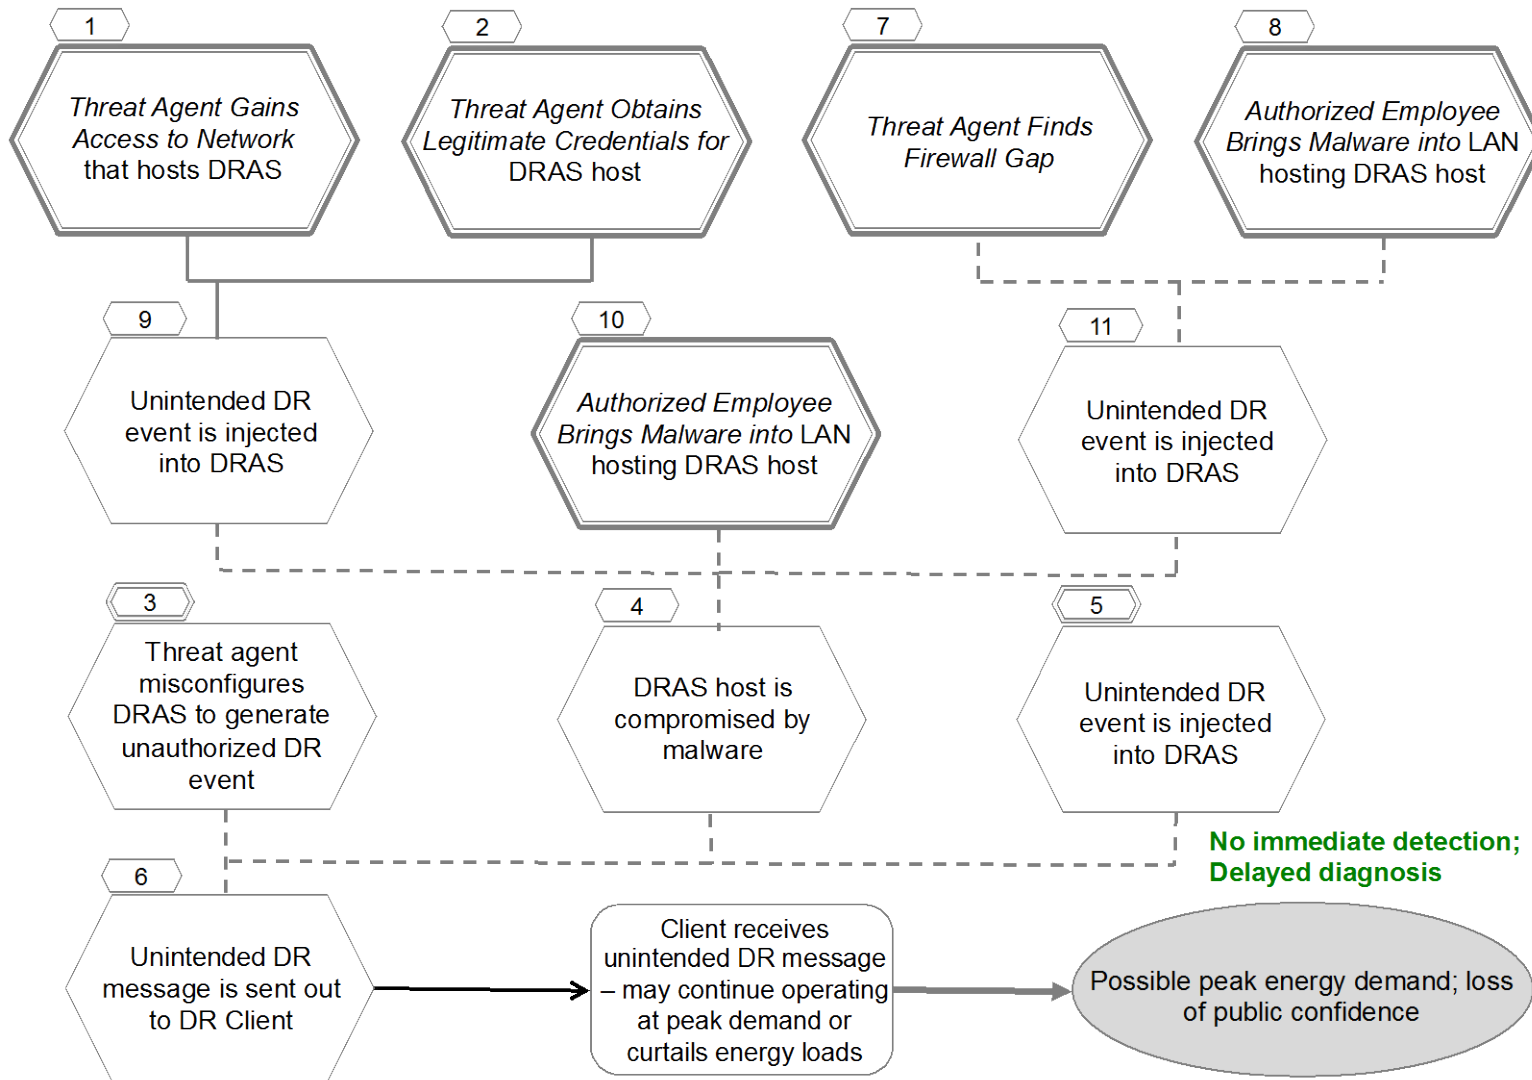 1
Threat Agent Gains
Access to Network
that hosts DRAS
2
Threat Agent Obtains
Legitimate Credentials for
DRAS host
7
Threat Agent Finds
Firewall Gap
8
Authorized Employee
Brings Malware into LAN
hosting DRAS host
9
Unintended DR
event is injected
into DRAS
10
Authorized Employee
Brings Malware into LAN
hosting DRAS host
11
Unintended DR
event is injected
into DRAS
3
Threat agent
misconfigures
DRAS to generate
unauthorized DR
event
4
DRAS host is
compromised by
malware
5
Unintended DR
event is injected
into DRAS
No immediate detection;
Delayed diagnosis
6
Unintended DR
message is sent out
to DR Client
Client receives
unintended DR message
– may continue operating
at peak demand or
curtails energy loads
Possible peak energy demand; loss
of public confidence